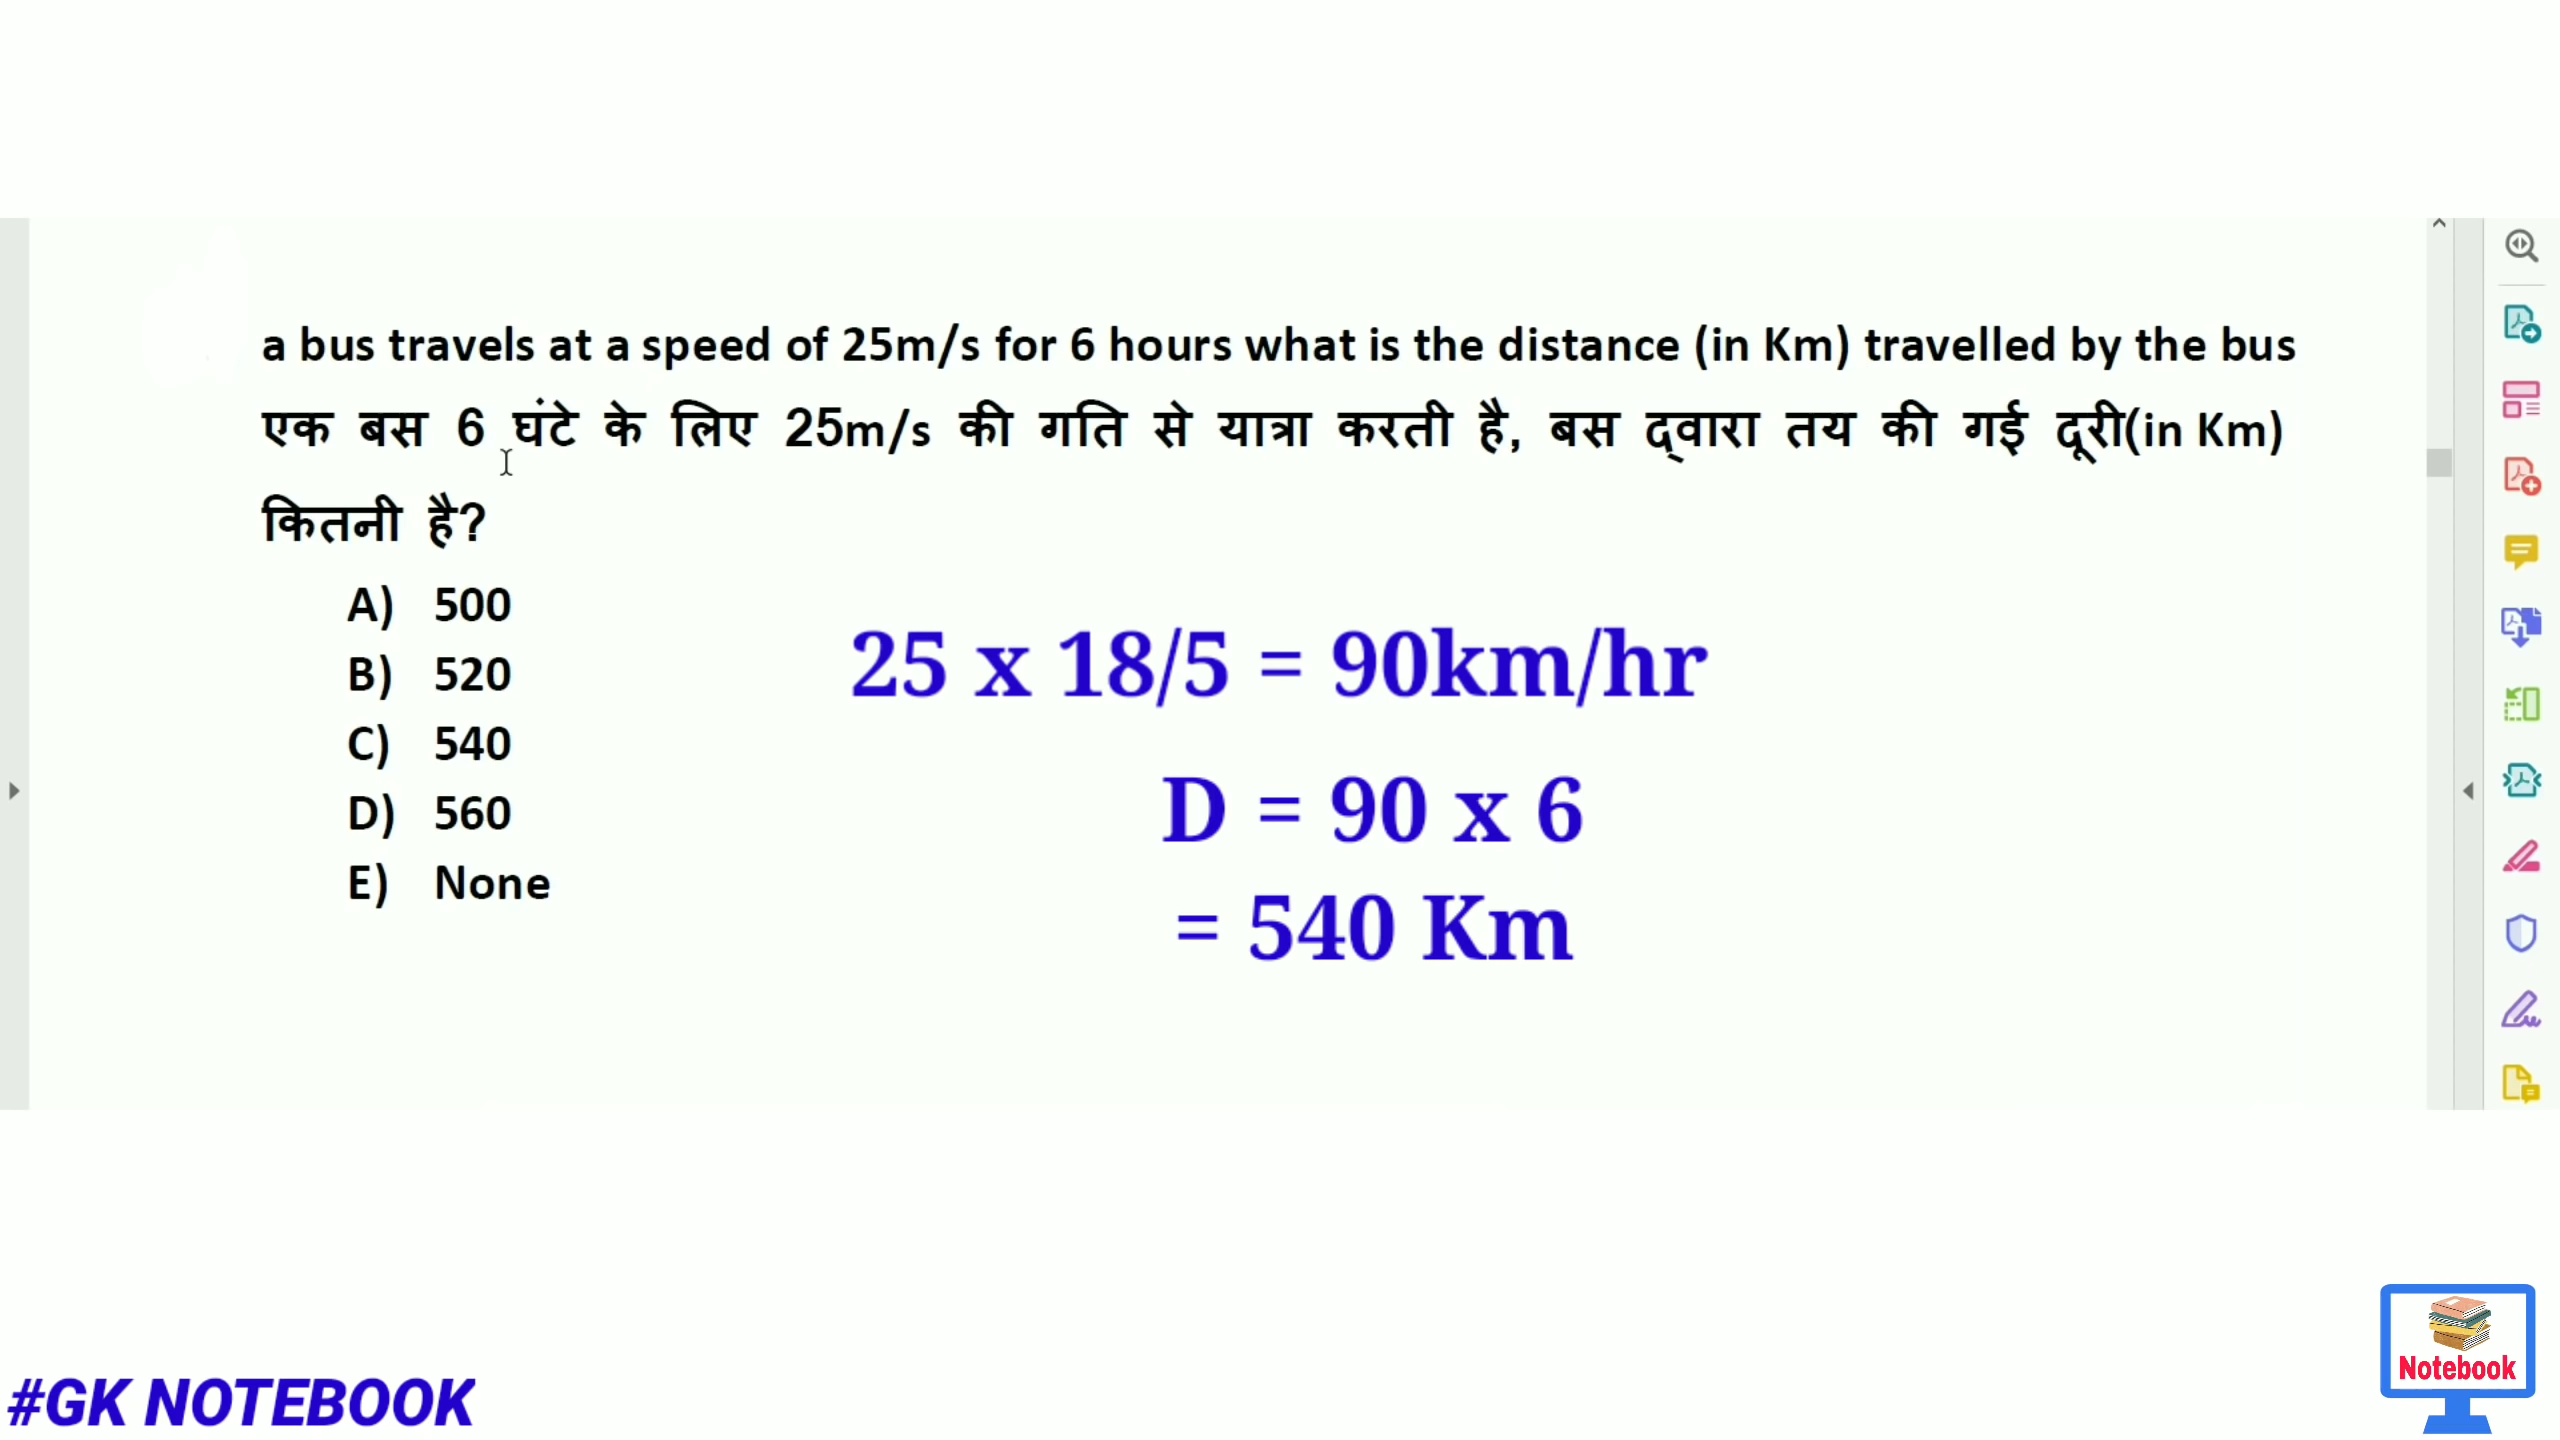 a bus travels at a speed of 25m/s for 6 hours what is the distance (in Km) travelled by the bus
एक बस 6 घंटे के लिए 25m/s की गति से यात्रा करती है, बस द्वारा तय की गई दूरी(in Km)
कितनी है?
A) 500
B) 520
C) 540
D) 560
E) None
25 x 18/5 = 90km/hr
D = 90 x 6
= 540 Km
#GK NOTEBOOK
Notebook